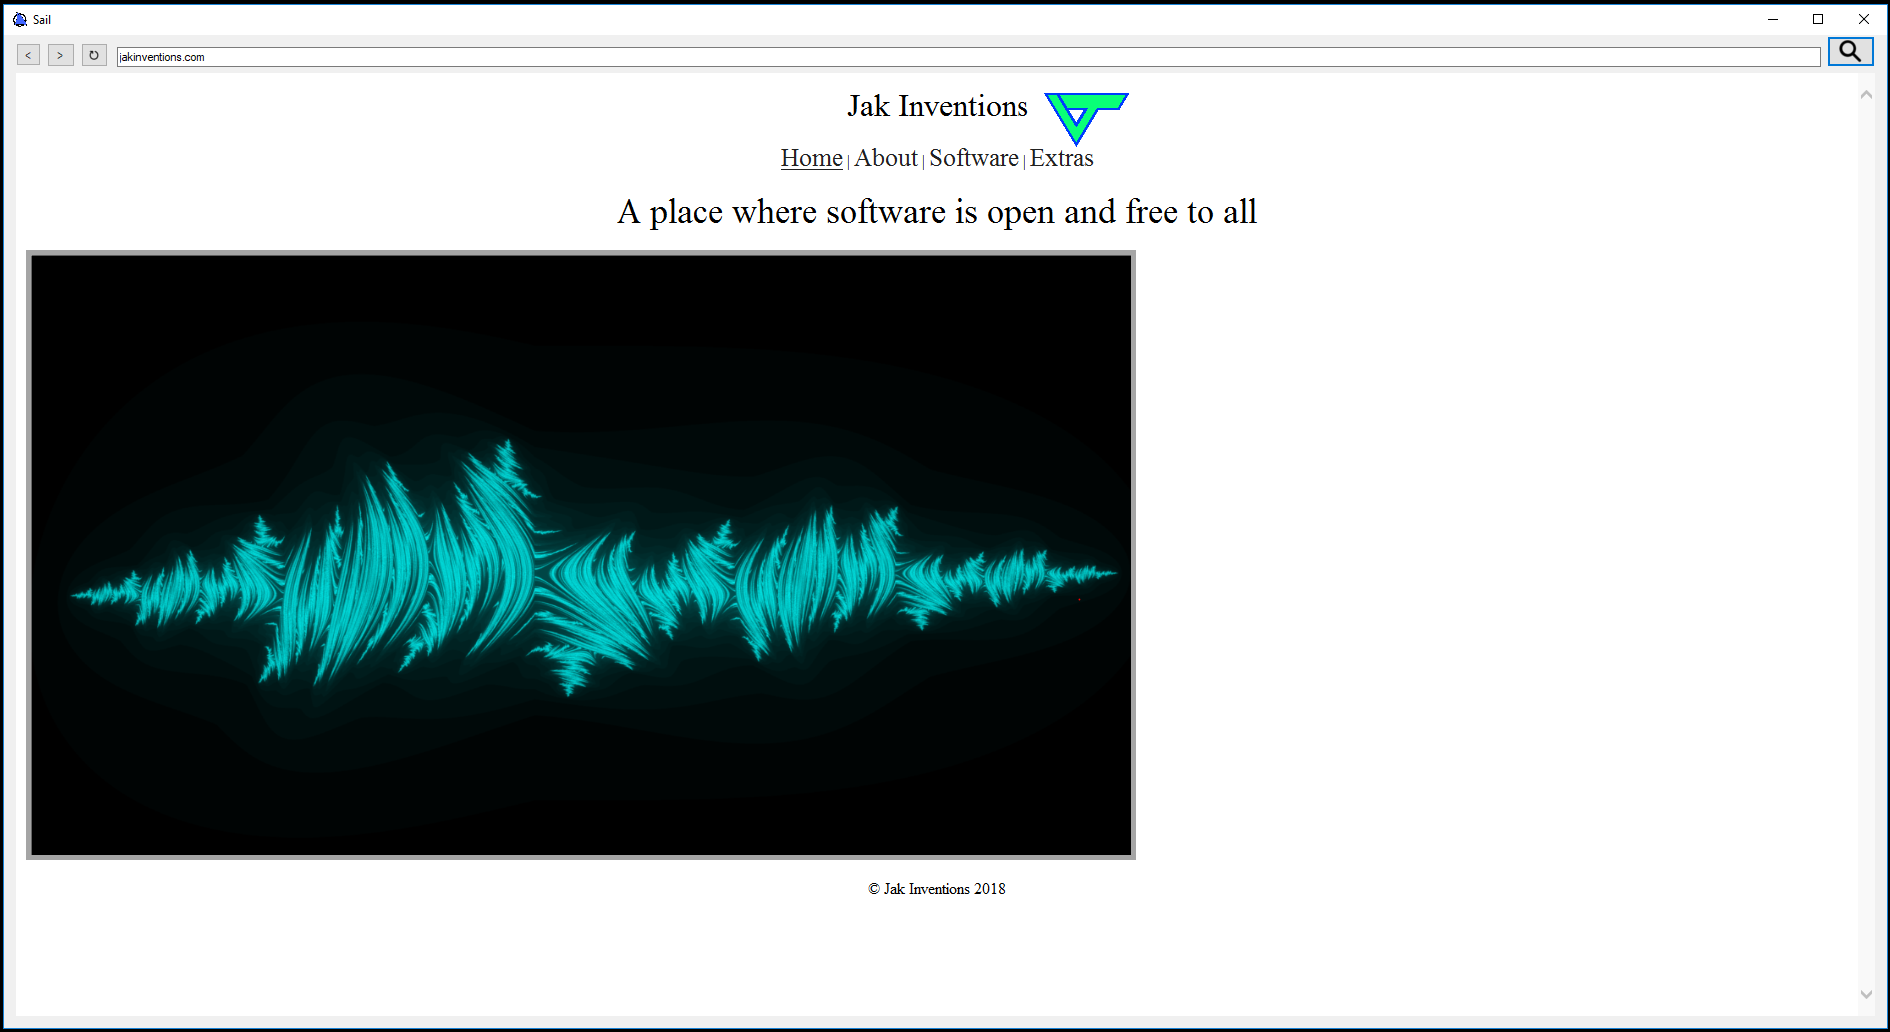 Sail
< > ↻ jakinventions.com
Jak Inventions
Home | About | Software | Extras
A place where software is open and free to all
© Jak Inventions 2018